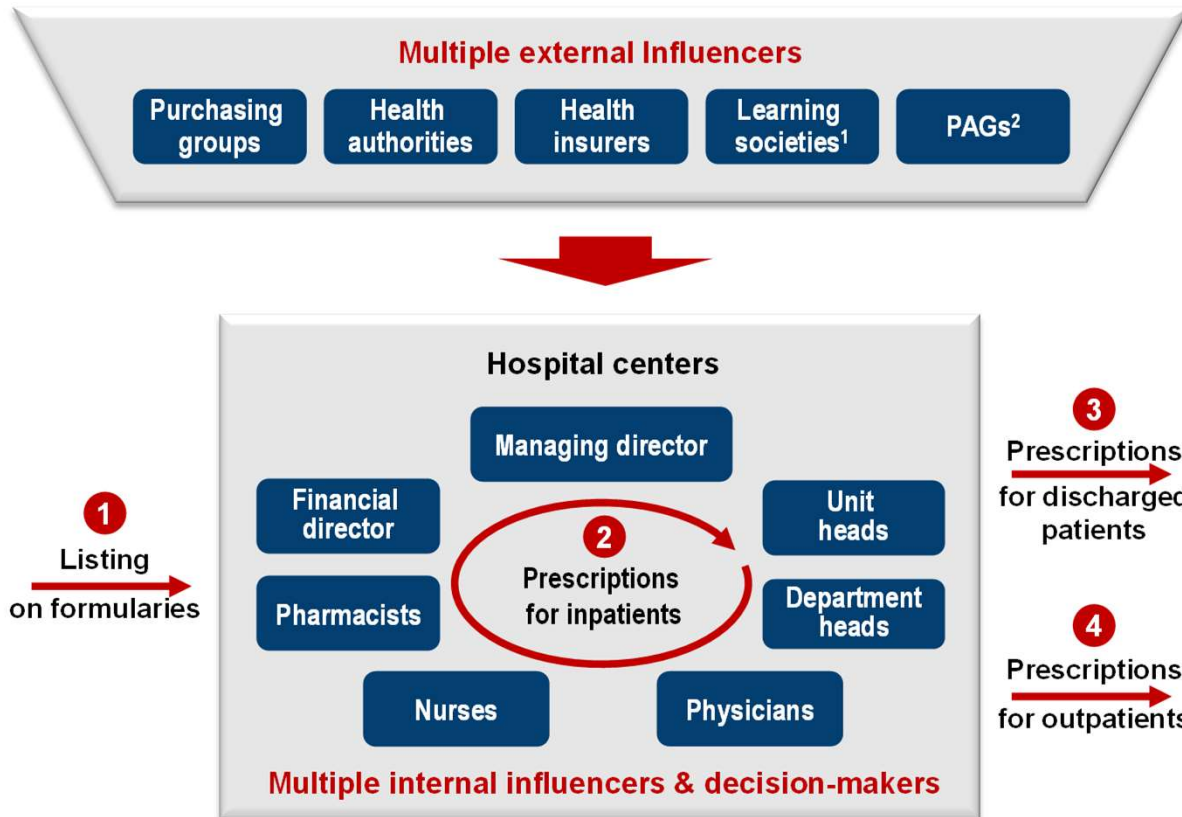 Multiple external Influencers
Purchasing
groups
Health
authorities
Health
insurers
Learning
societies1
PAGs2
Hospital centers
Managing director
Financial
director
Unit
heads
2
Prescriptions
for inpatients
Pharmacists
Department
heads
Nurses
Physicians
Multiple internal influencers & decision-makers
1
Listing
on formularies
3
Prescriptions
for discharged
patients
4
Prescriptions
for outpatients